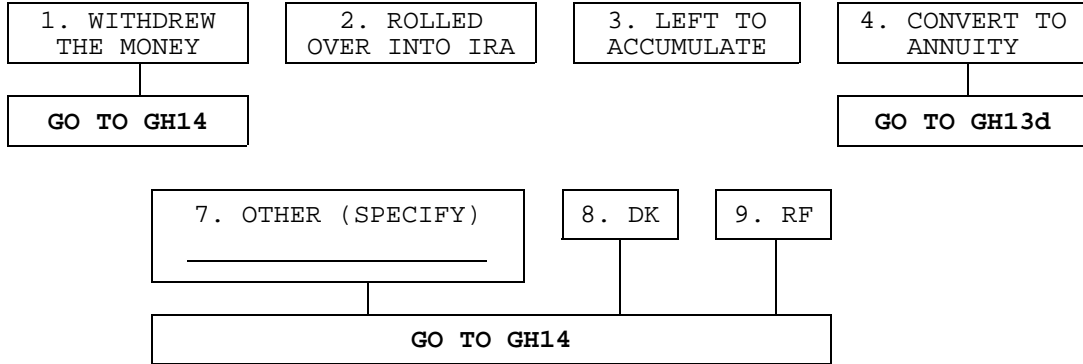 1. WITHDREW
THE MONEY
2. ROLLED
OVER INTO IRA
3. LEFT TO
ACCUMULATE
4. CONVERT TO
ANNUITY
GO TO GH14
GO TO GH13d
7. OTHER (SPECIFY)
8. DK
9. RF
GO TO GH14